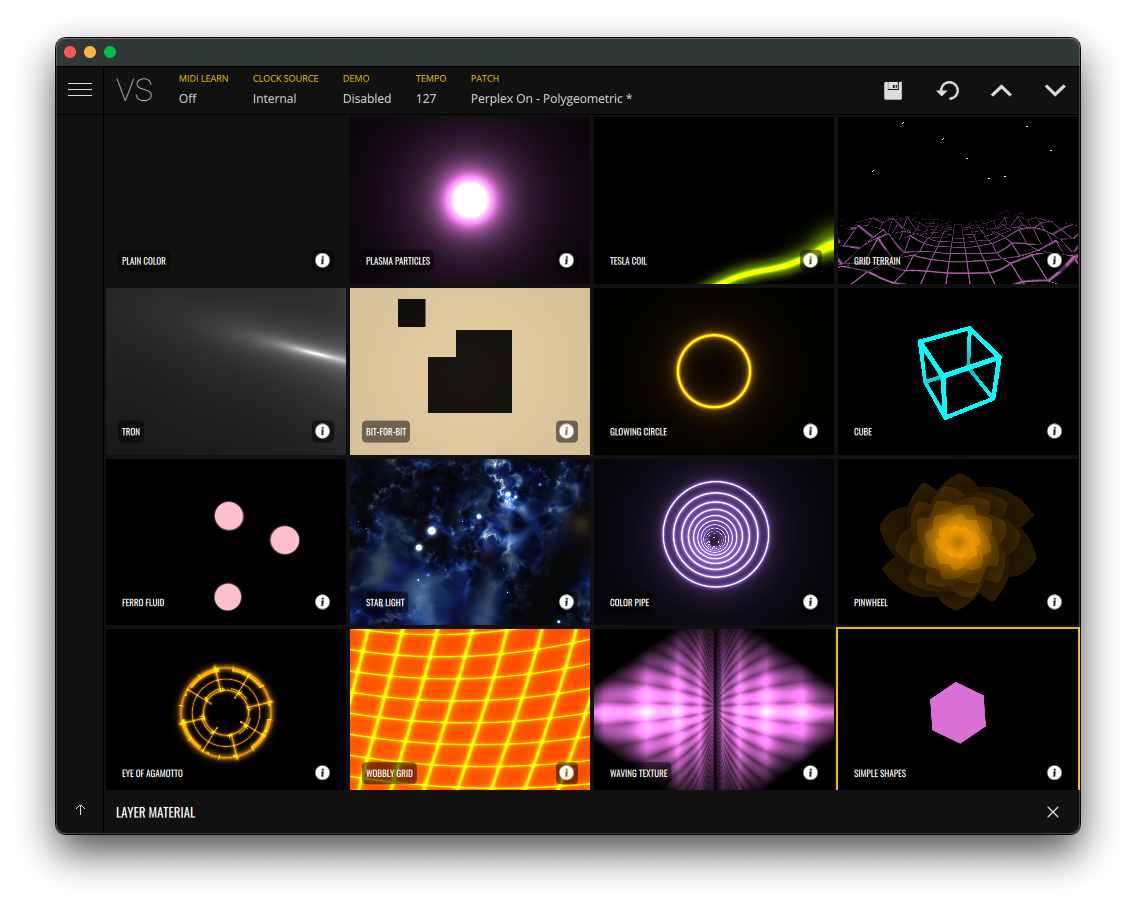 VS
MIDI LEARN
Off
CLOCK SOURCE
Internal
DEMO
Disabled
TEMPO
127
PATCH
Perplex On - Polygeometric *
PLAIN COLOR
PLASMA PARTICLES
TESLA COIL
GRID TERRAIN
TRON
BIT-FOR-BIT
GLOWING CIRCLE
CUBE
FERRO FLUID
STAR LIGHT
COLOR PIPE
PINWHEEL
EYE OF AGAMOTTO
WOBBLY GRID
WAVING TEXTURE
SIMPLE SHAPES
LAYER MATERIAL